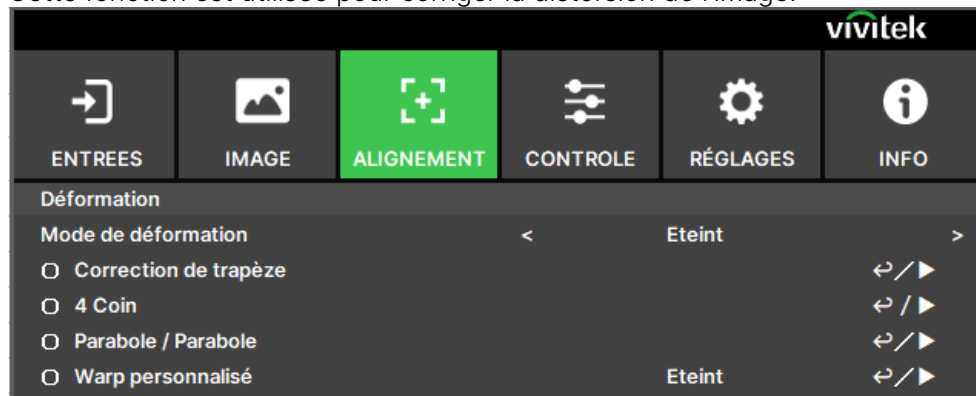 Cette fonction est utilisée pour corriger la distorsion de l'image.
vivitek
ENTREES IMAGE ALIGNEMENT CONTROLE RÉGLAGES INFO
Déformation
Mode de déformation < Eteint >
Correction de trapèze
4 Coin
Parabole / Parabole
Warp personnalisé Eteint